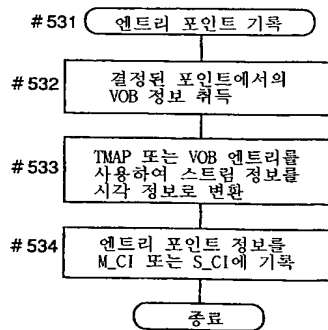 #531
엔트리 포인트 기록
#532
결정된 포인트에서의
VOB 정보 취득
#533
TMAP 또는 VOB 엔트리를
사용하여 스트림 정보를
시각 정보로 변환
#534
엔트리 포인트 정보를
M_CI 또는 S_CI에 기록
종료